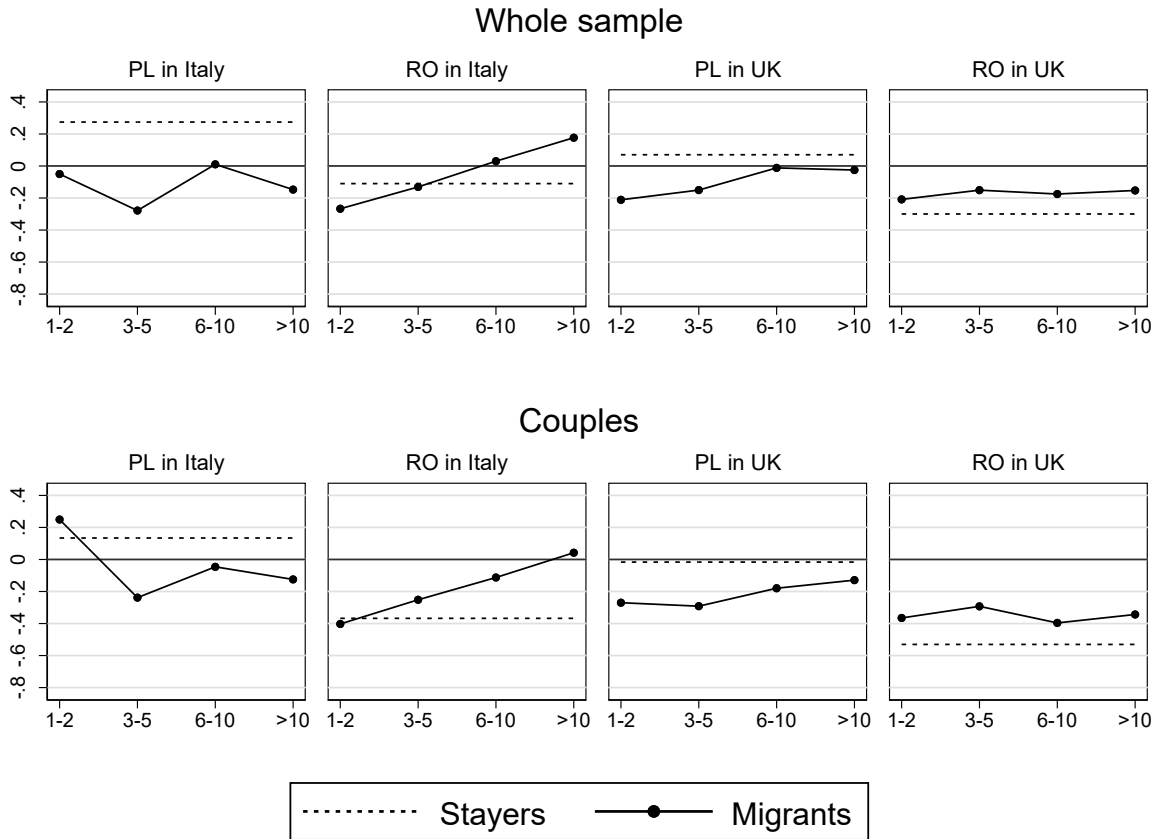 Whole sample
PL in Italy
RO in Italy
PL in UK
RO in UK
.4
.2
0
-.2
-.4
-.6
-.8
1-2 3-5 6-10 >10
1-2 3-5 6-10 >10
1-2 3-5 6-10 >10
1-2 3-5 6-10 >10
Couples
PL in Italy
RO in Italy
PL in UK
RO in UK
.4
.2
0
-.2
-.4
-.6
-.8
1-2 3-5 6-10 >10
1-2 3-5 6-10 >10
1-2 3-5 6-10 >10
1-2 3-5 6-10 >10
Stayers
Migrants